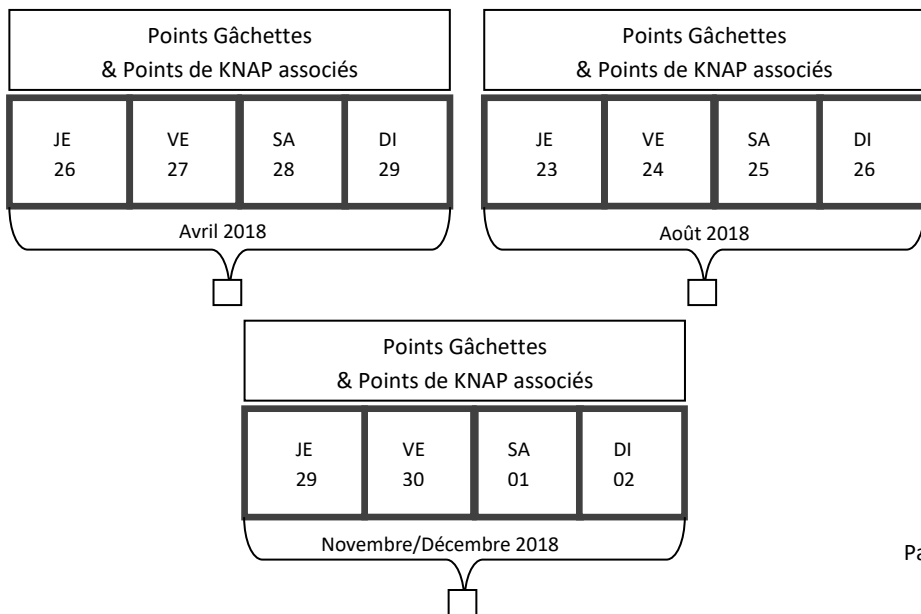 Points Gâchettes
& Points de KNAP associés
JE VE SA DI
26 27 28 29
Avril 2018
Points Gâchettes
& Points de KNAP associés
JE VE SA DI
23 24 25 26
Août 2018
Points Gâchettes
& Points de KNAP associés
JE VE SA DI
29 30 01 02
Novembre/Décembre 2018
Pa